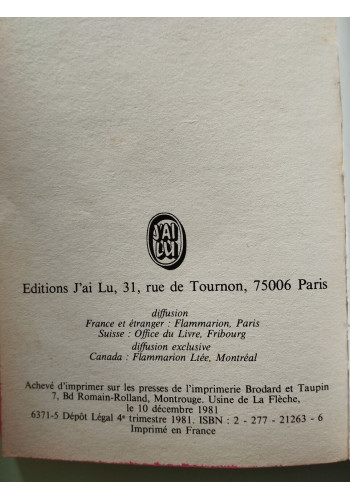 J'AI
LU
Editions J'ai Lu, 31, rue de Tournon, 75006 Paris
diffusion
France et étranger : Flammarion, Paris
Suisse : Office du Livre, Fribourg
diffusion exclusive
Canada : Flammarion Ltée, Montréal
Achevé d'imprimer sur les presses de l'imprimerie Brodard et Taupin
7, Bd Romain-Rolland, Montrouge. Usine de La Flèche,
le 10 décembre 1981
6371-5 Dépôt Légal 4e trimestre 1981. ISBN : 2 - 277 - 21263 - 6
Imprimé en France